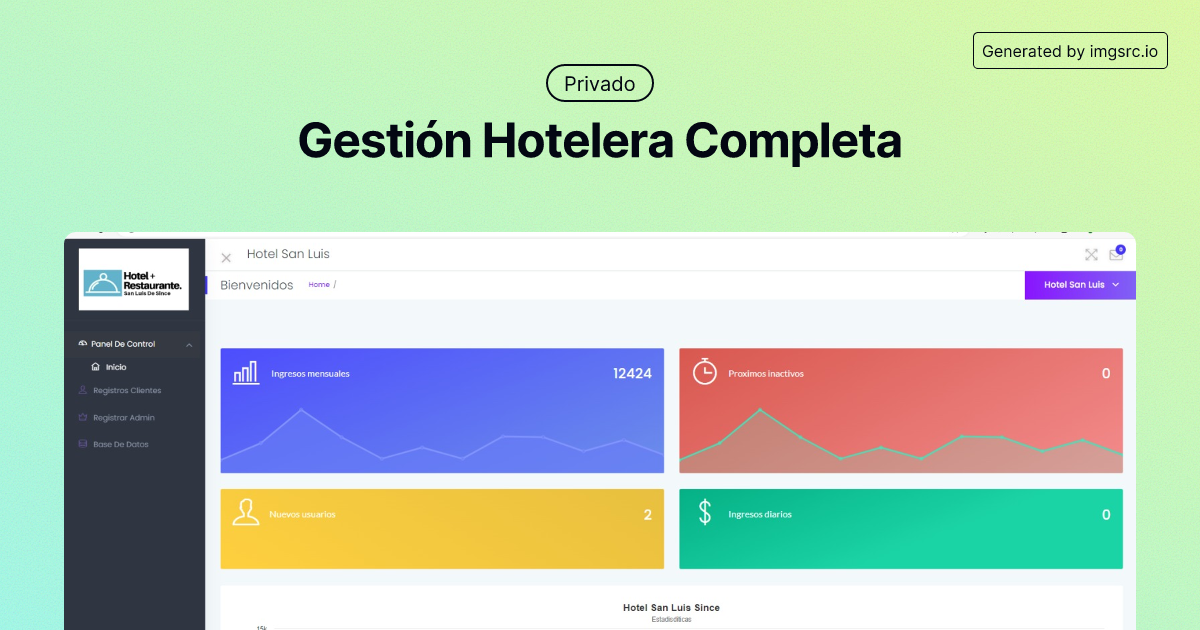 Generated by imgsrc.io
Privado
Gestión Hotelera Completa
Hotel +
Restaurante.
San Luis De Since
Hotel San Luis
0
Bienvenidos
Home /
Hotel San Luis
Panel De Control
Inicio
Registros Clientes
Registrar Admin
Base De Datos
Ingresos mensuales
12424
Proximos inactivos
0
Nuevos usuarios
2
Ingresos diarios
0
Hotel San Luis Since
Estadisditicas
15k